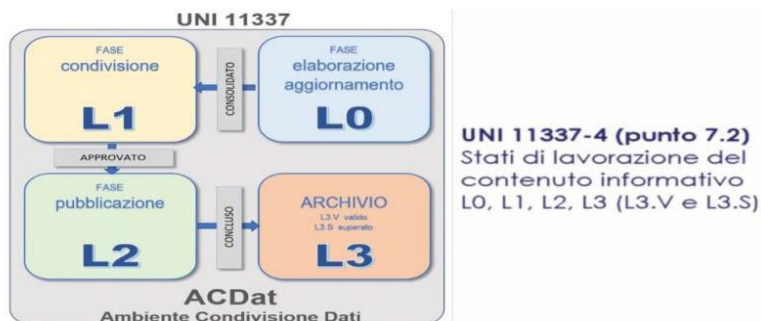 UNI 11337
FASE
condivisione
L1
CONSOLIDATO
FASE
elaborazione
aggiornamento
L0
APPROVATO
FASE
pubblicazione
L2
CONCLUSO
ARCHIVIO
L3.V valido
L3.S superato
L3
ACDat
Ambiente Condivisione Dati
UNI 11337-4 (punto 7.2)
Stati di lavorazione del
contenuto informativo
L0, L1, L2, L3 (L3.V e L3.S)